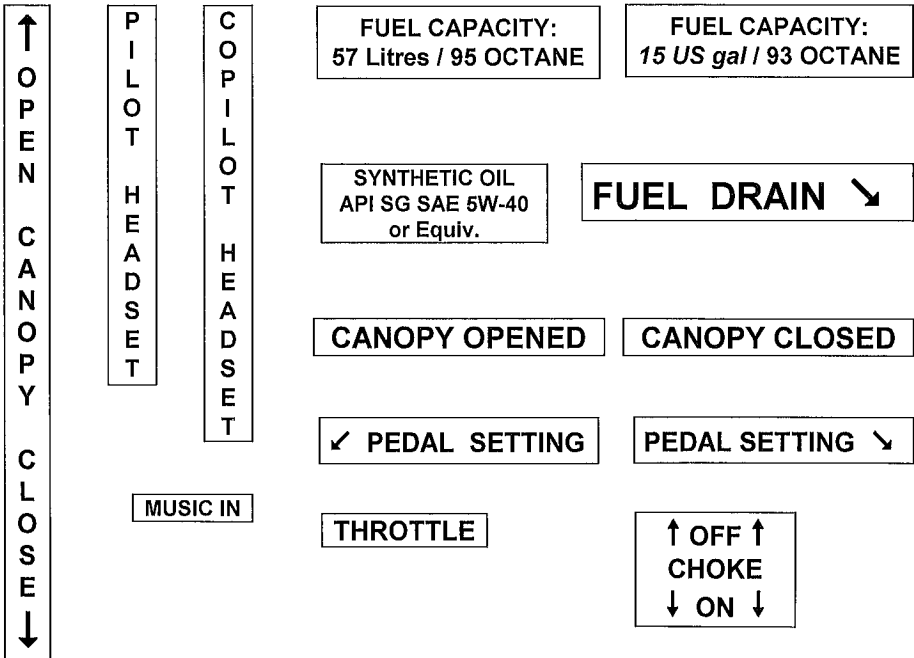 ↑ OPEN CANOPY CLOSE ↓
PILOT HEADSET
COPILOT HEADSET
FUEL CAPACITY:
57 Litres / 95 OCTANE
FUEL CAPACITY:
15 US gal / 93 OCTANE
SYNTHETIC OIL
API SG SAE 5W-40
or Equiv.
FUEL DRAIN ↘
CANOPY OPENED
CANOPY CLOSED
↙ PEDAL SETTING
PEDAL SETTING ↘
MUSIC IN
THROTTLE
↑ OFF ↑
CHOKE
↓ ON ↓